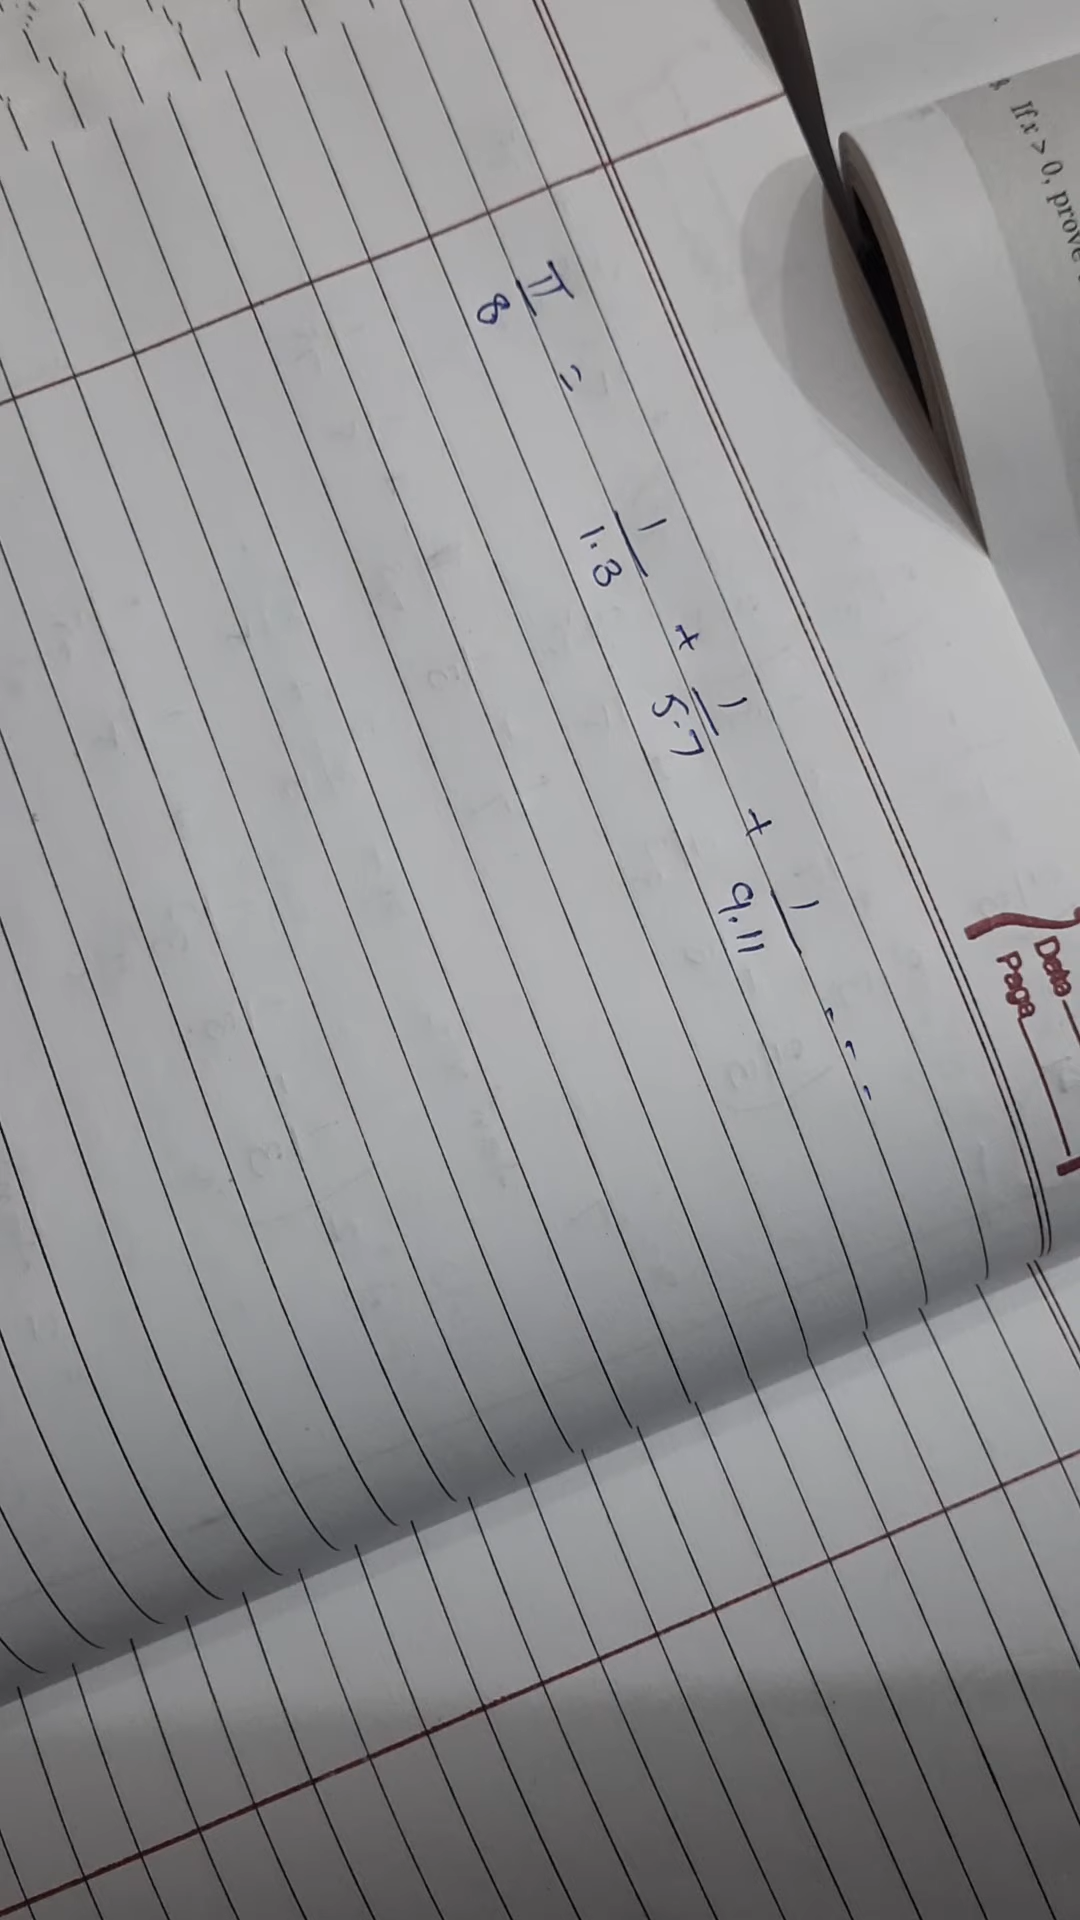 If x > 0, prove
Date
Page
π/8 = 1/1.3 + 1/5.7 + 1/9.11 ---